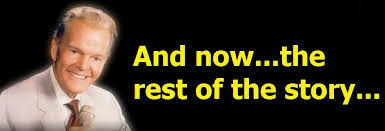 And now...the
rest of the story...